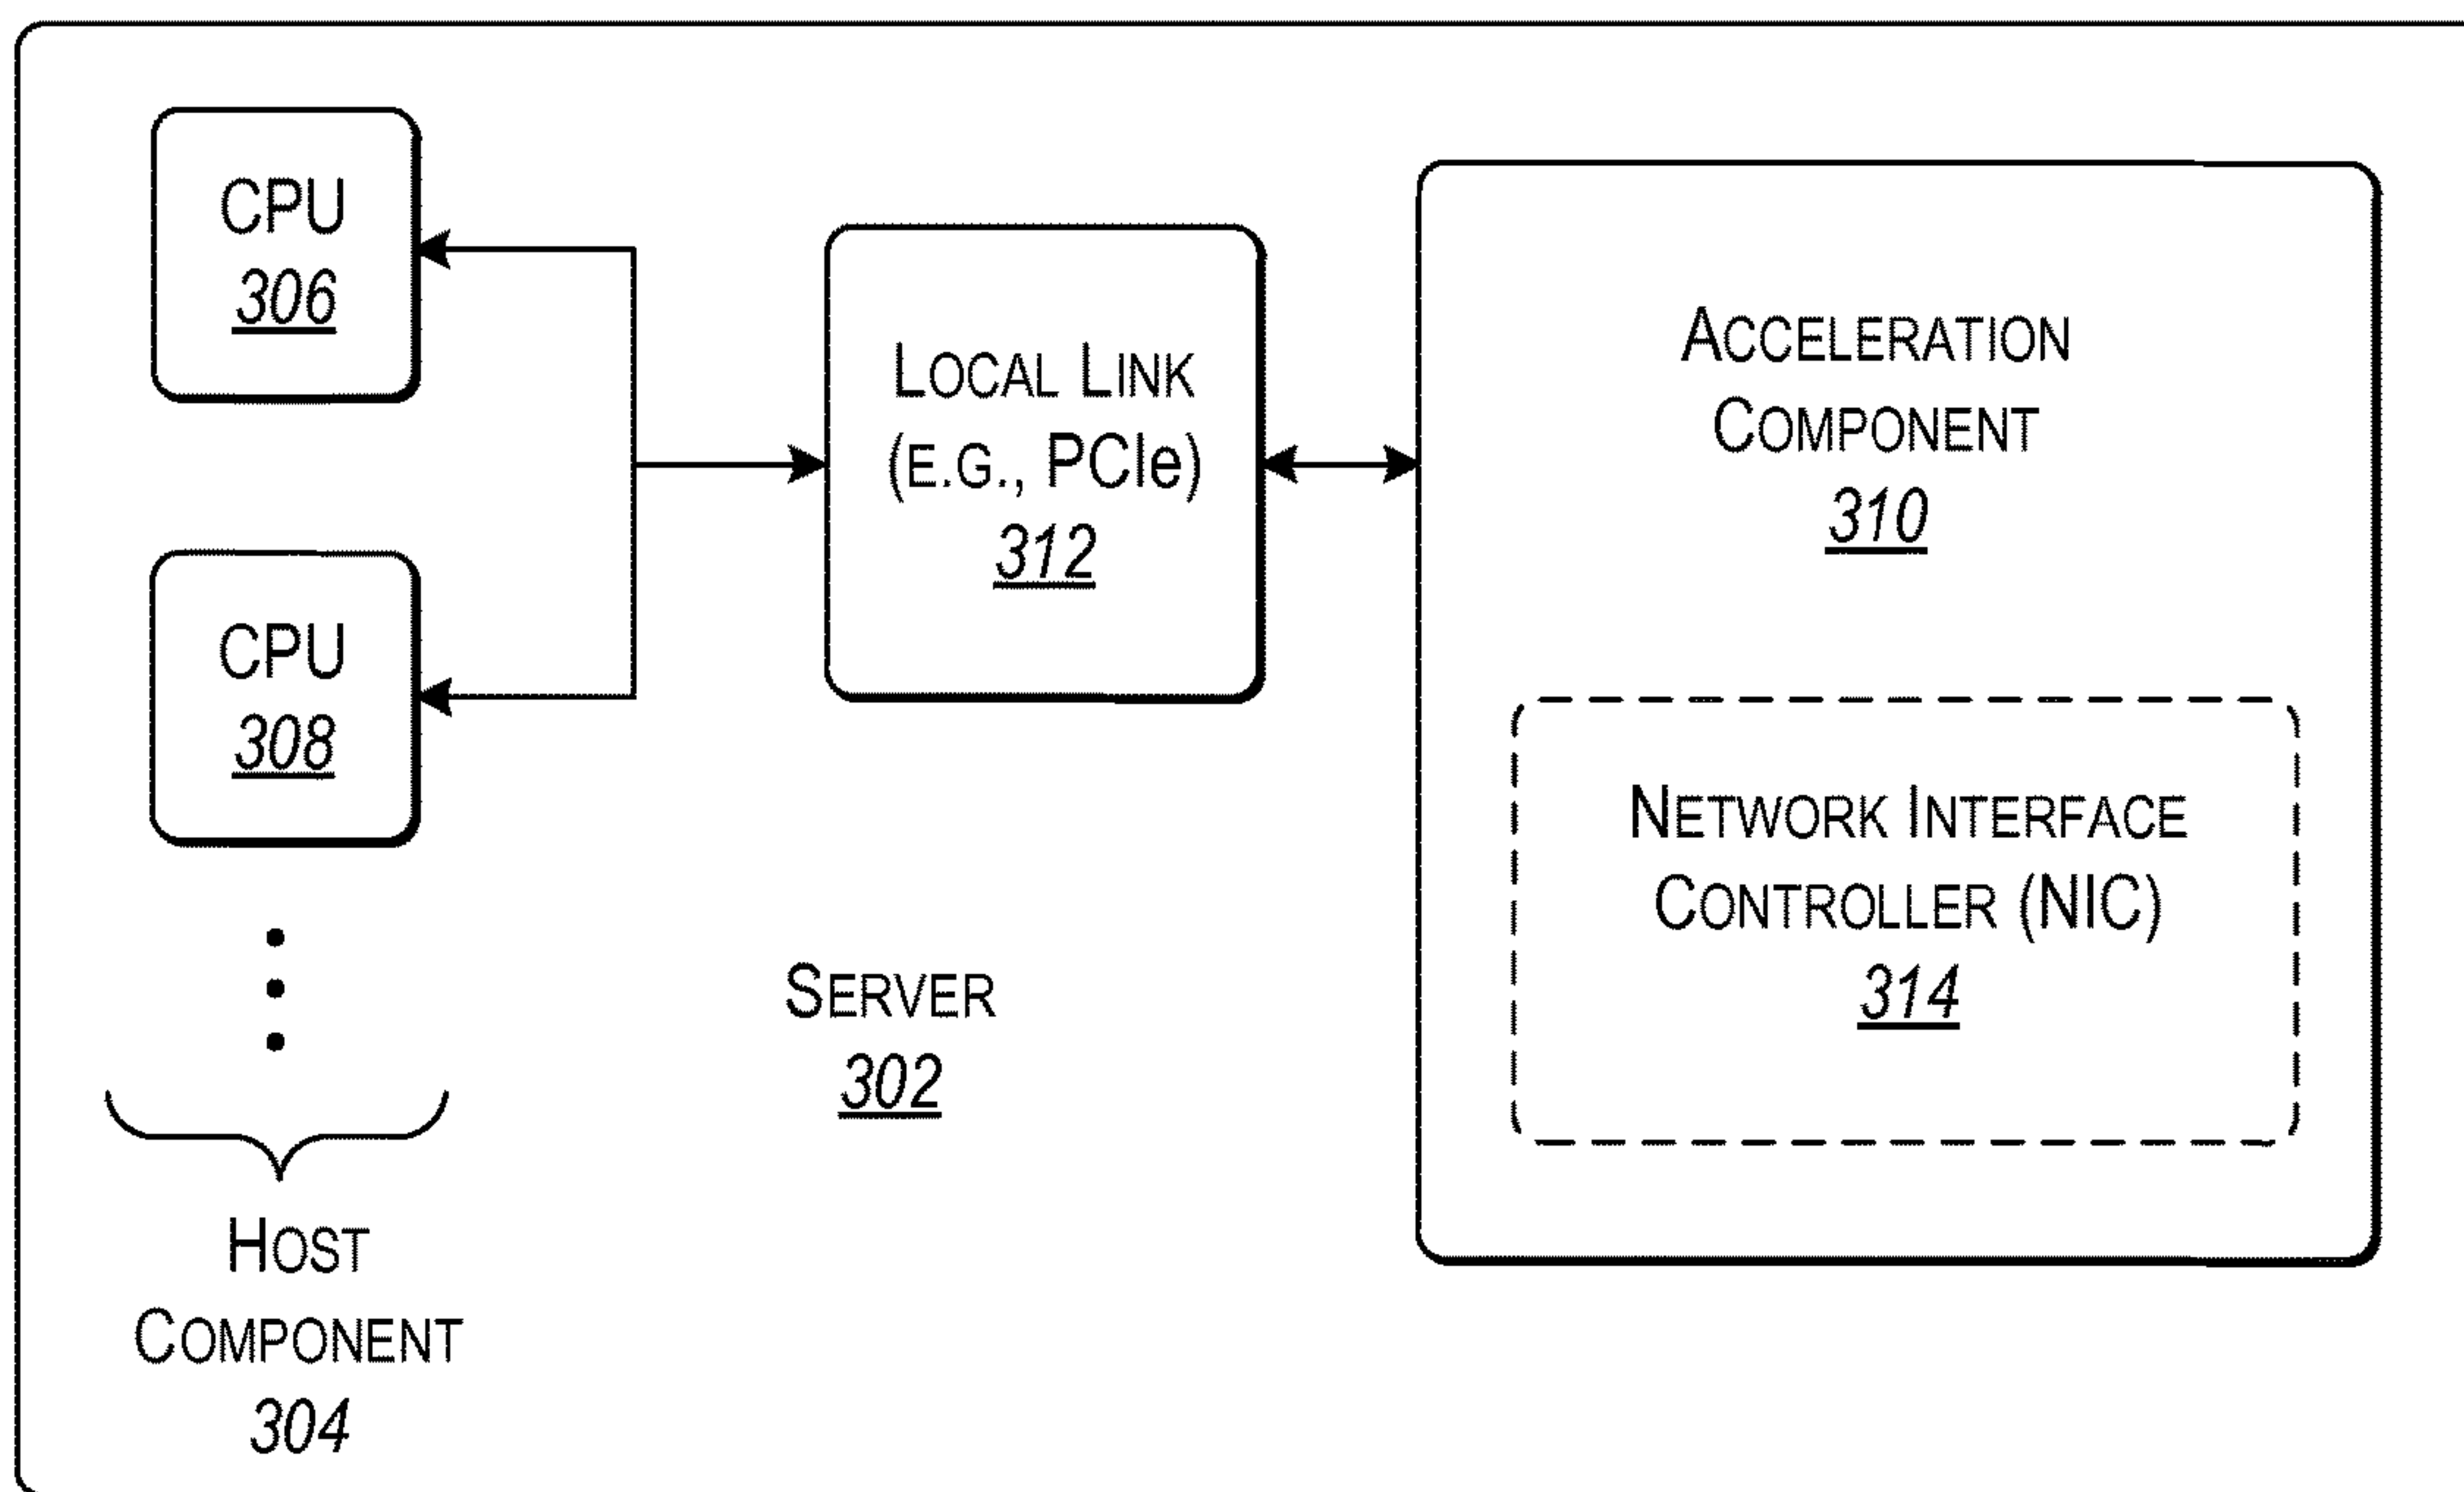 CPU
306
CPU
308
HOST
COMPONENT
304
LOCAL LINK
(E.G., PCIe)
312
SERVER
302
ACCELERATION
COMPONENT
310
NETWORK INTERFACE
CONTROLLER (NIC)
314